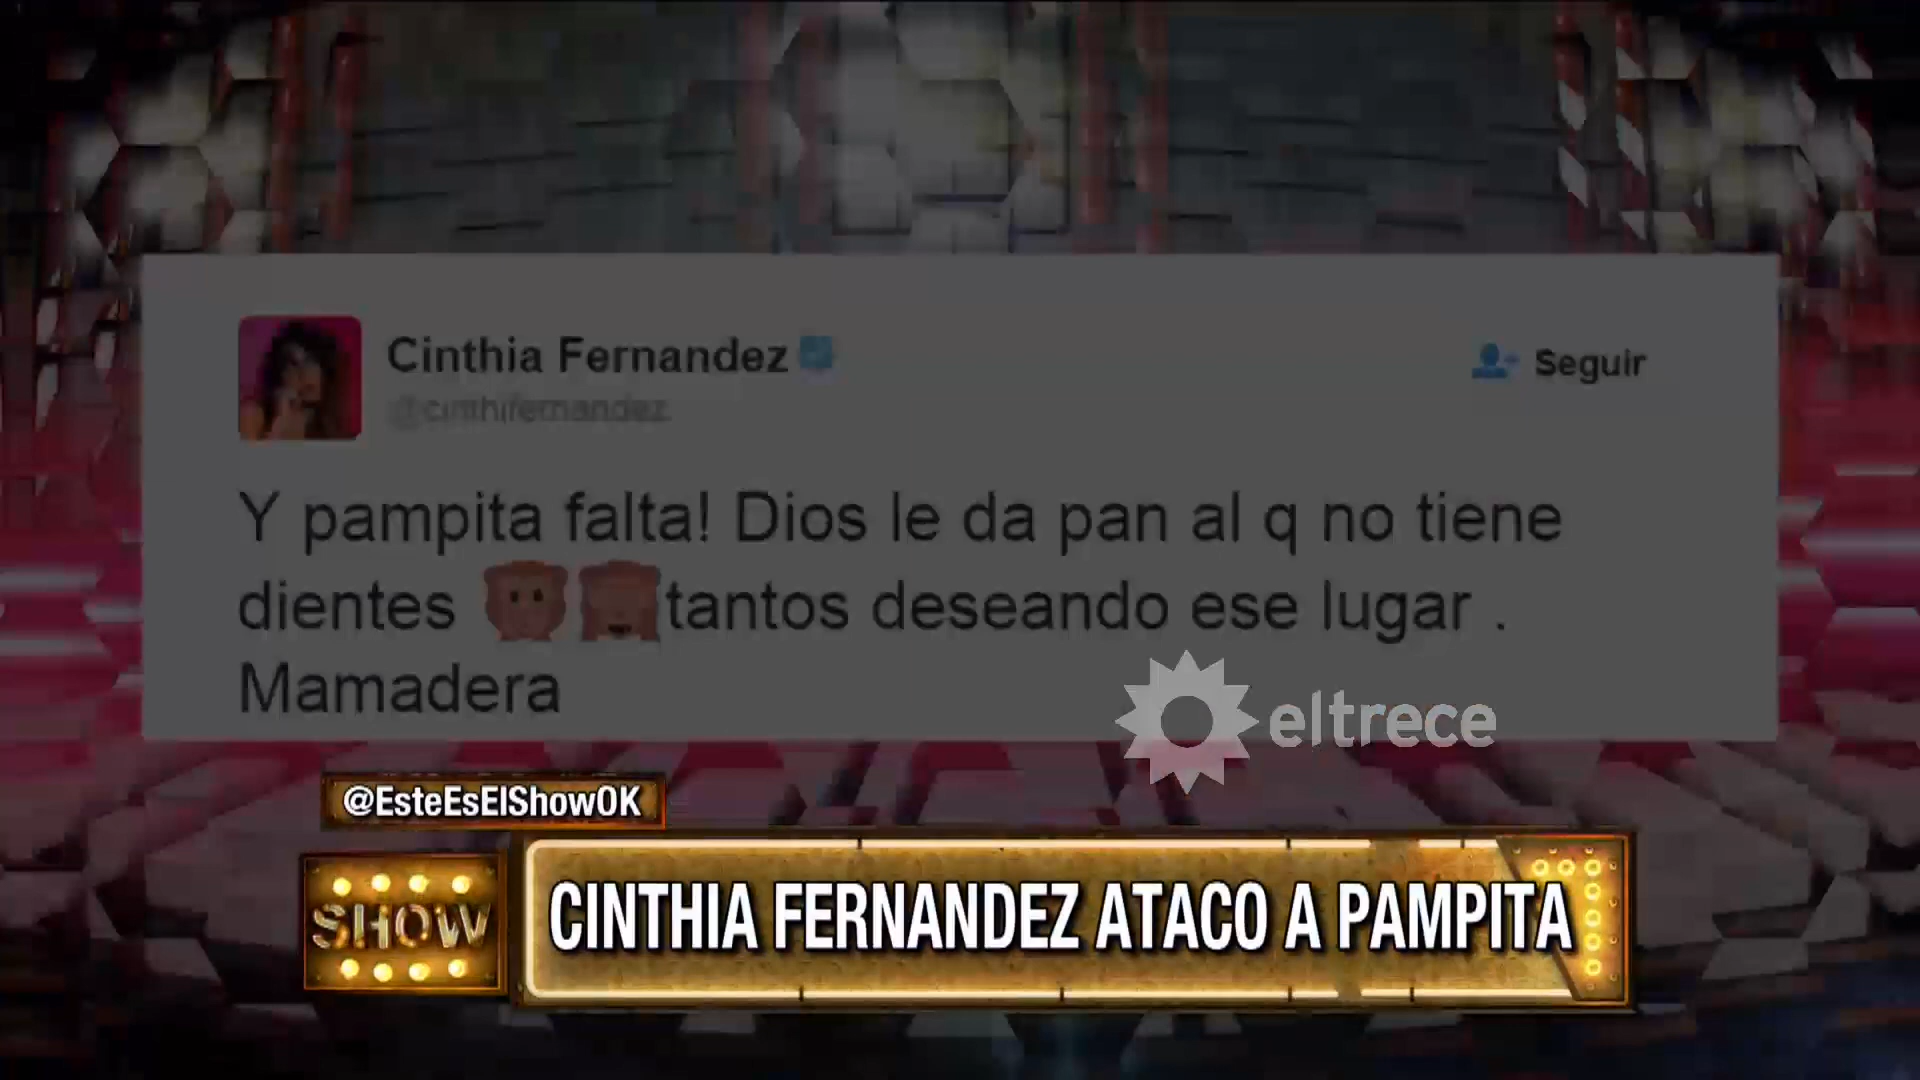 Cinthia Fernandez
Seguir
@cinthifernandez
Y pampita falta! Dios le da pan al q no tiene
dientes tantos deseando ese lugar .
Mamadera
eltrece
@EsteEsElShowOK
SHOW
CINTHIA FERNANDEZ ATACO A PAMPITA